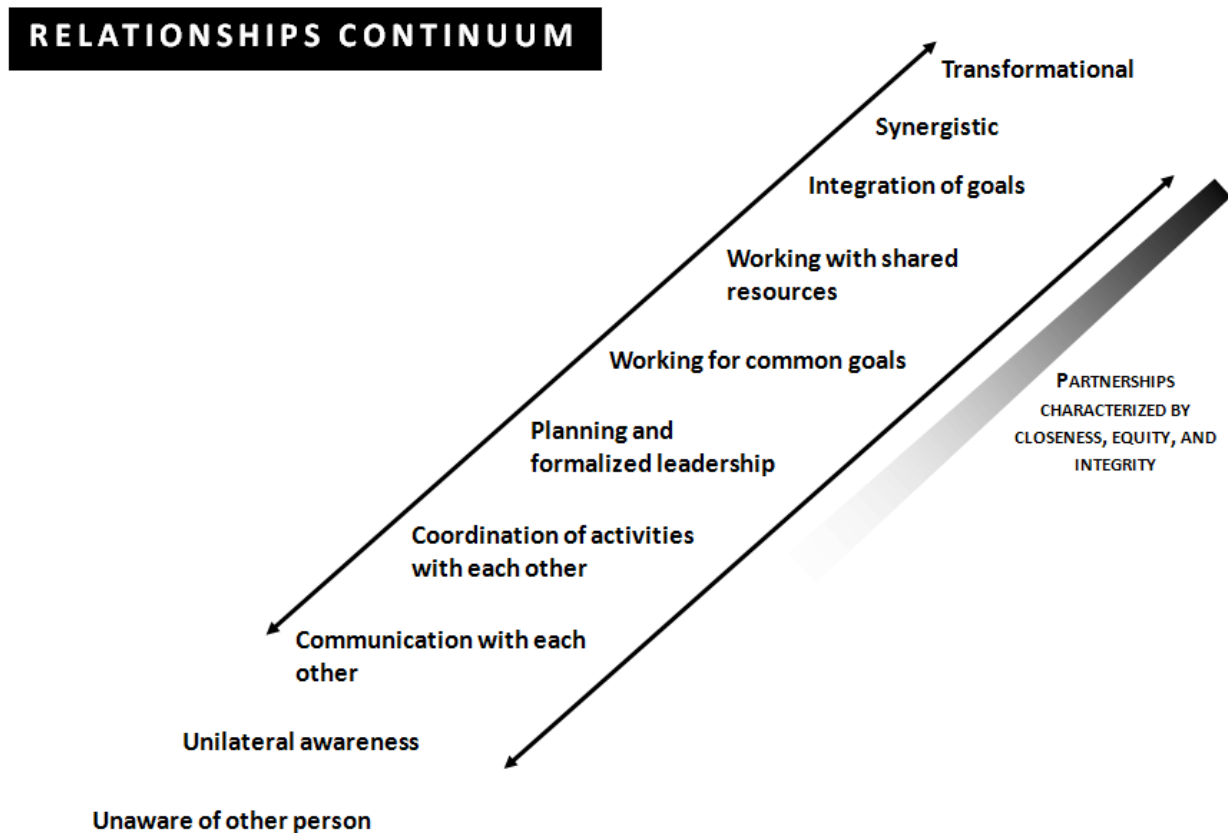 RELATIONSHIPS CONTINUUM
Transformational
Synergistic
Integration of goals
Working with shared
resources
Working for common goals
Planning and
formalized leadership
Coordination of activities
with each other
Communication with each
other
Unilateral awareness
Unaware of other person
PARTNERSHIPS
CHARACTERIZED BY
CLOSENESS, EQUITY, AND
INTEGRITY